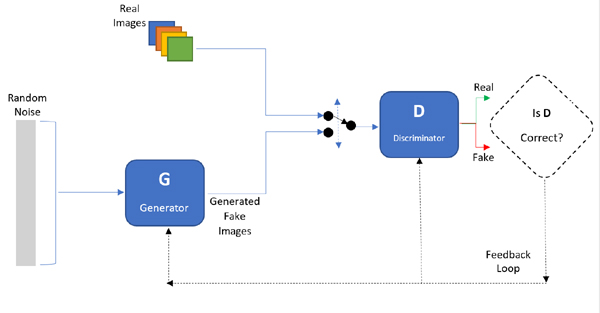 Real
Images
Random
Noise
G
Generator
Generated
Fake
Images
D
Discriminator
Real
Fake
Is D
Correct?
Feedback
Loop